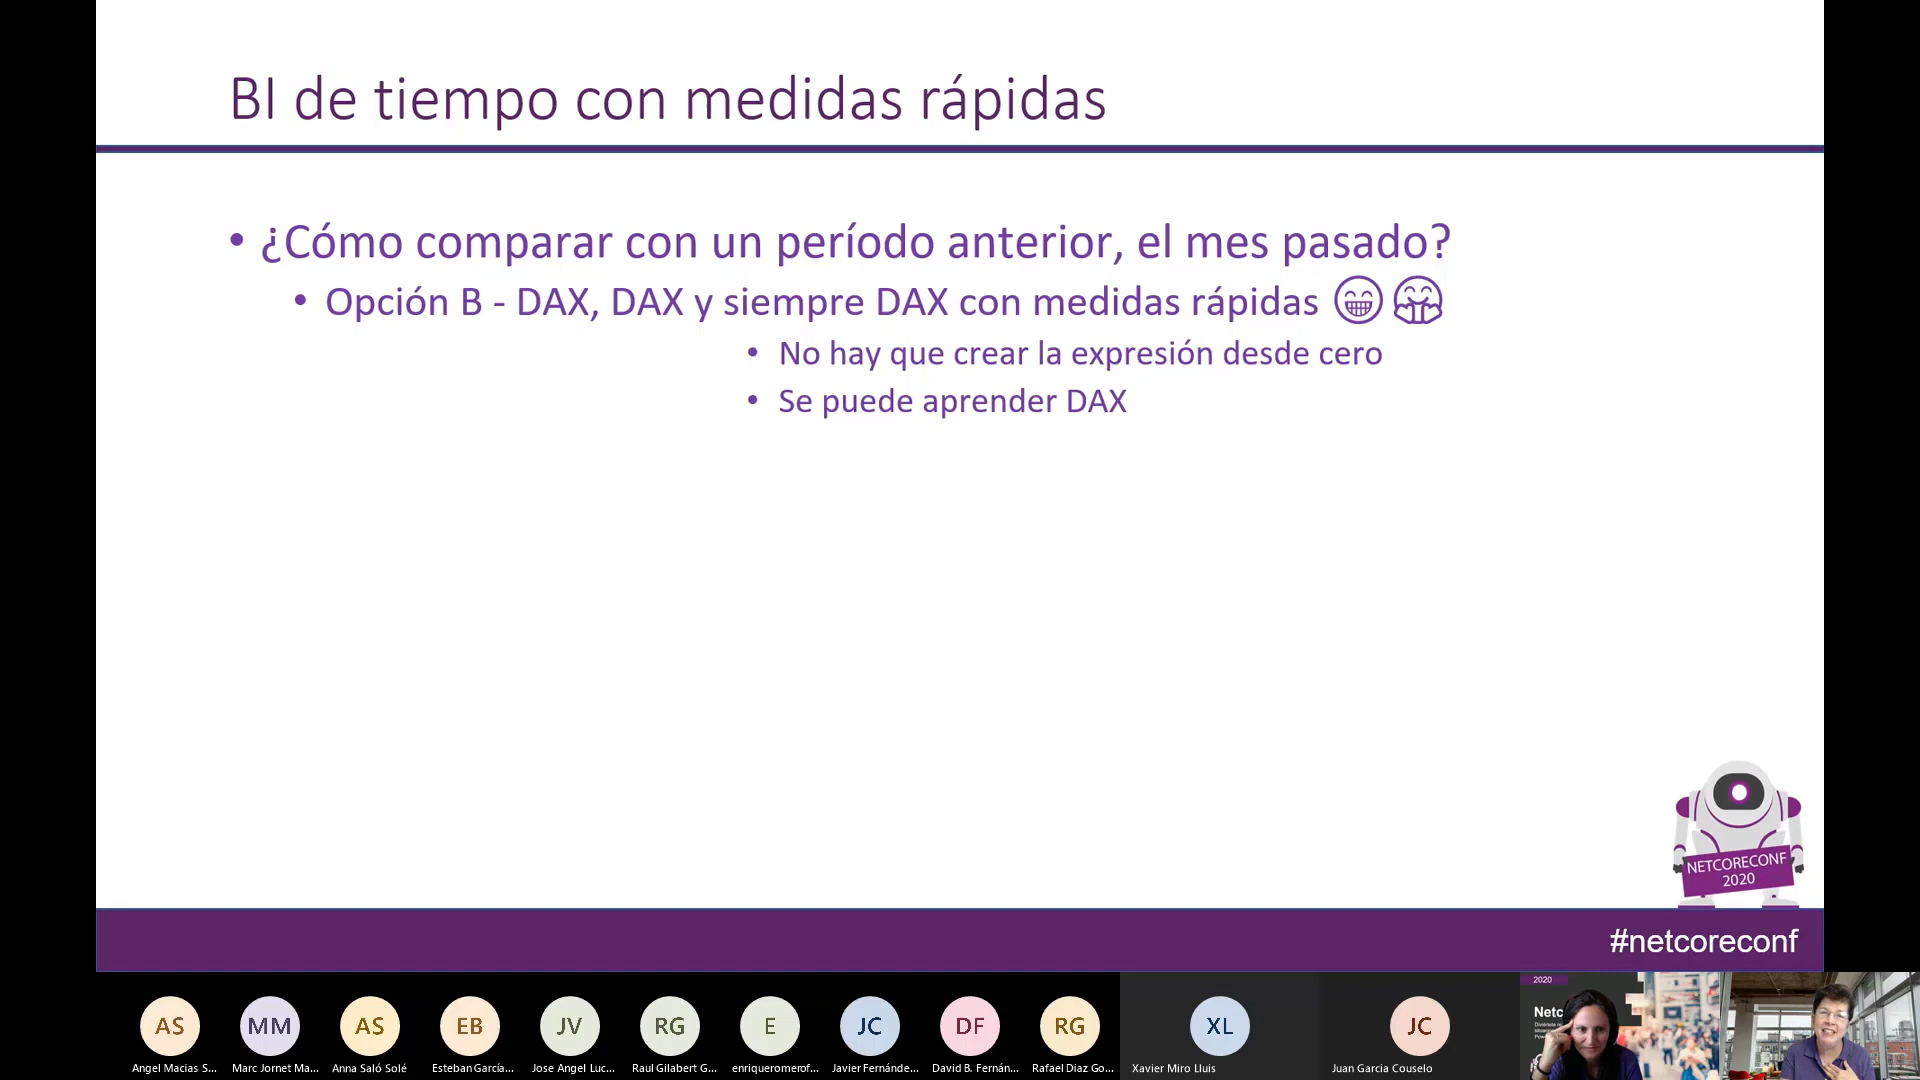 BI de tiempo con medidas rápidas
• ¿Cómo comparar con un período anterior, el mes pasado?
• Opción B - DAX, DAX y siempre DAX con medidas rápidas 😁🤗
• No hay que crear la expresión desde cero
• Se puede aprender DAX
NETCORECONF
2020
#netcoreconf
AS
MM
AS
EB
JV
RG
E
JC
DF
RG
XL
JC
Angel Macias S...
Marc Jornet Ma...
Anna Saló Solé
Esteban García...
Jose Angel Luc...
Raul Gilabert G...
enriqueromerof...
Javier Fernánde...
David B. Fernán...
Rafael Diaz Go...
Xavier Miro Lluis
Juan Garcia Couselo
2020
Netc